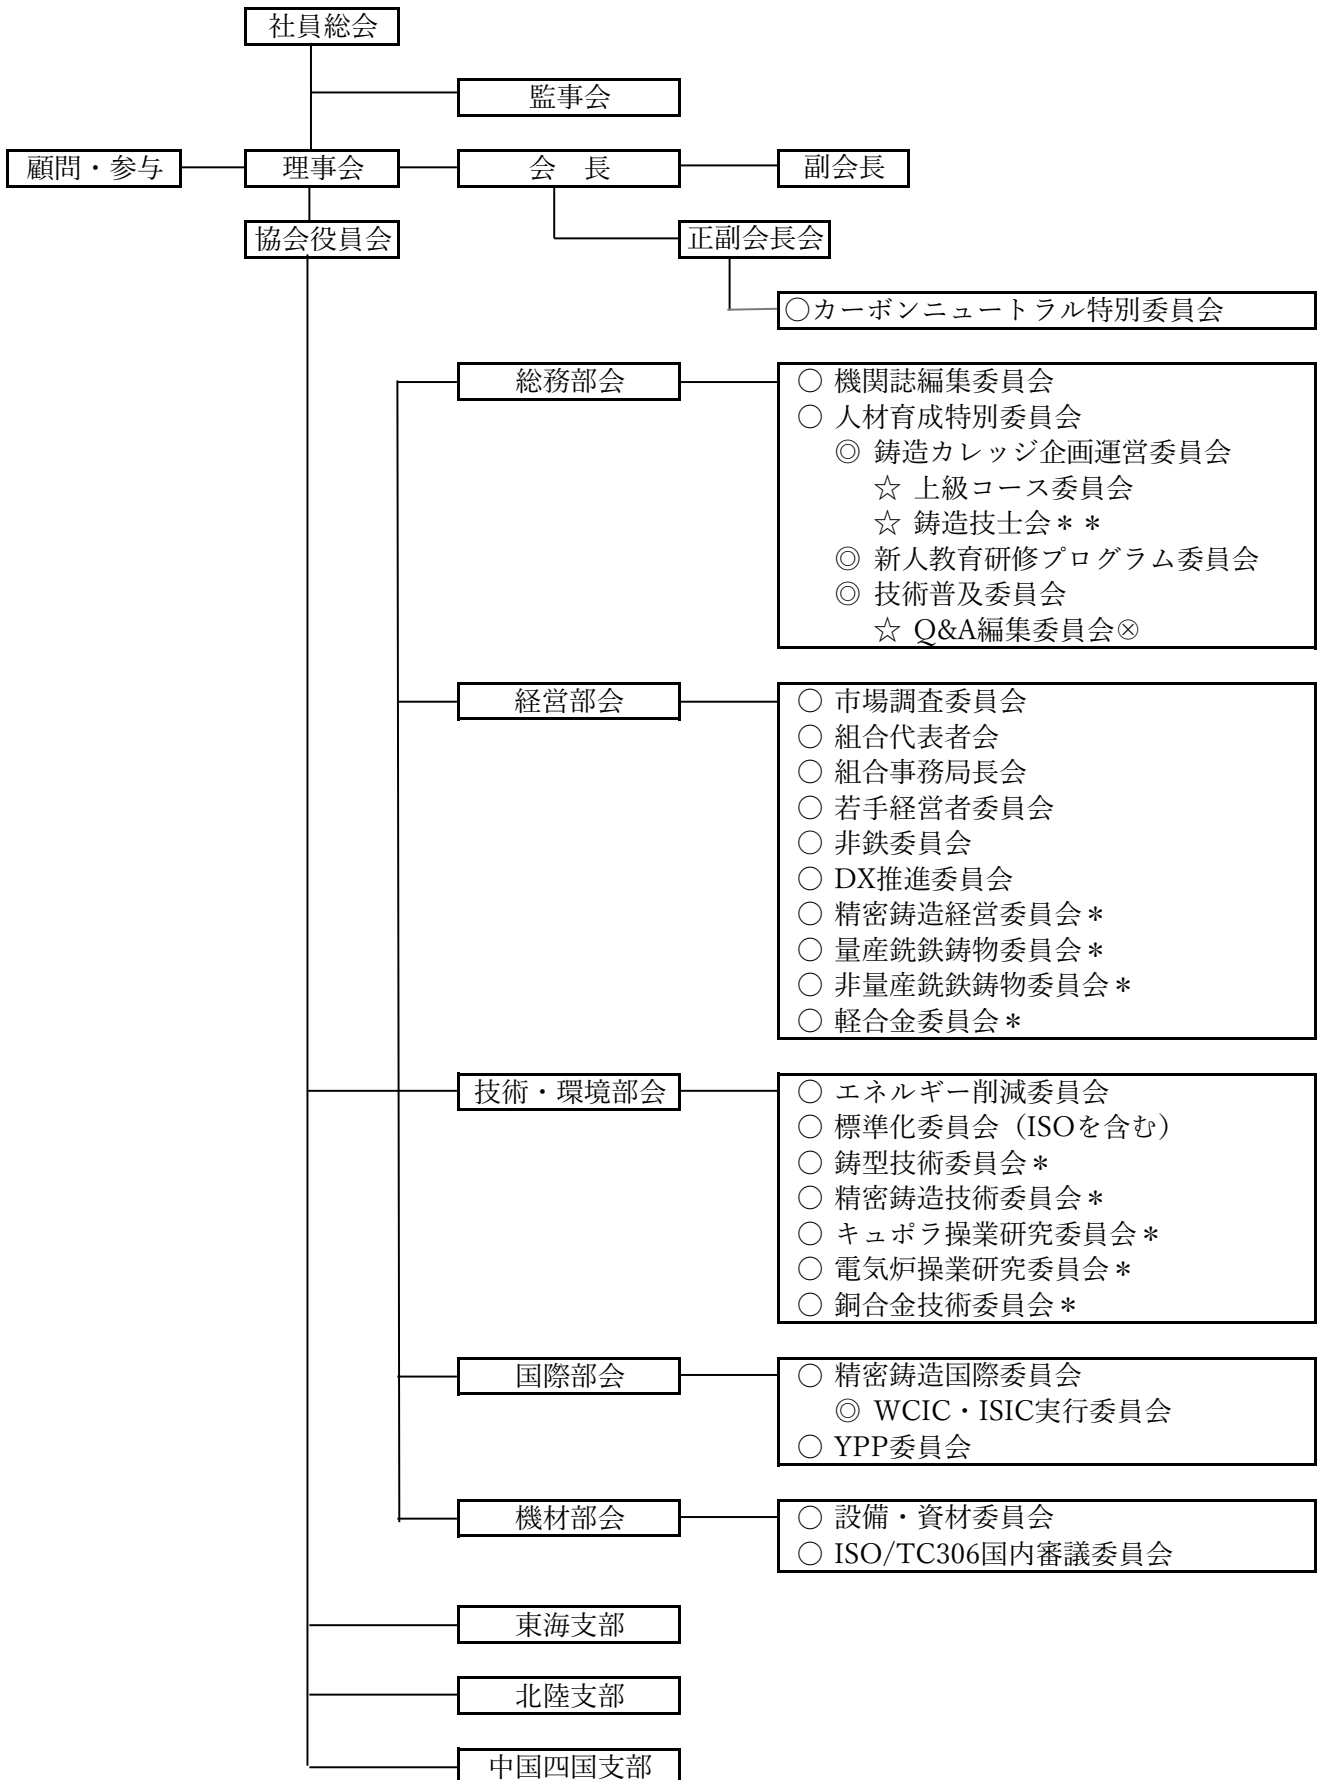 社員総会
監事会
顧問・参与
理事会
会　長
副会長
協会役員会
正副会長会
○カーボンニュートラル特別委員会
総務部会
○ 機関誌編集委員会
○ 人材育成特別委員会
◎ 鋳造カレッジ企画運営委員会
☆ 上級コース委員会
☆ 鋳造技士会＊＊
◎ 新人教育研修プログラム委員会
◎ 技術普及委員会
☆ Q&A編集委員会⊗
経営部会
○ 市場調査委員会
○ 組合代表者会
○ 組合事務局長会
○ 若手経営者委員会
○ 非鉄委員会
○ DX推進委員会
○ 精密鋳造経営委員会＊
○ 量産銑鉄鋳物委員会＊
○ 非量産銑鉄鋳物委員会＊
○ 軽合金委員会＊
技術・環境部会
○ エネルギー削減委員会
○ 標準化委員会（ISOを含む）
○ 鋳型技術委員会＊
○ 精密鋳造技術委員会＊
○ キュポラ操業研究委員会＊
○ 電気炉操業研究委員会＊
○ 銅合金技術委員会＊
国際部会
○ 精密鋳造国際委員会
◎ WCIC・ISIC実行委員会
○ YPP委員会
機材部会
○ 設備・資材委員会
○ ISO/TC306国内審議委員会
東海支部
北陸支部
中国四国支部